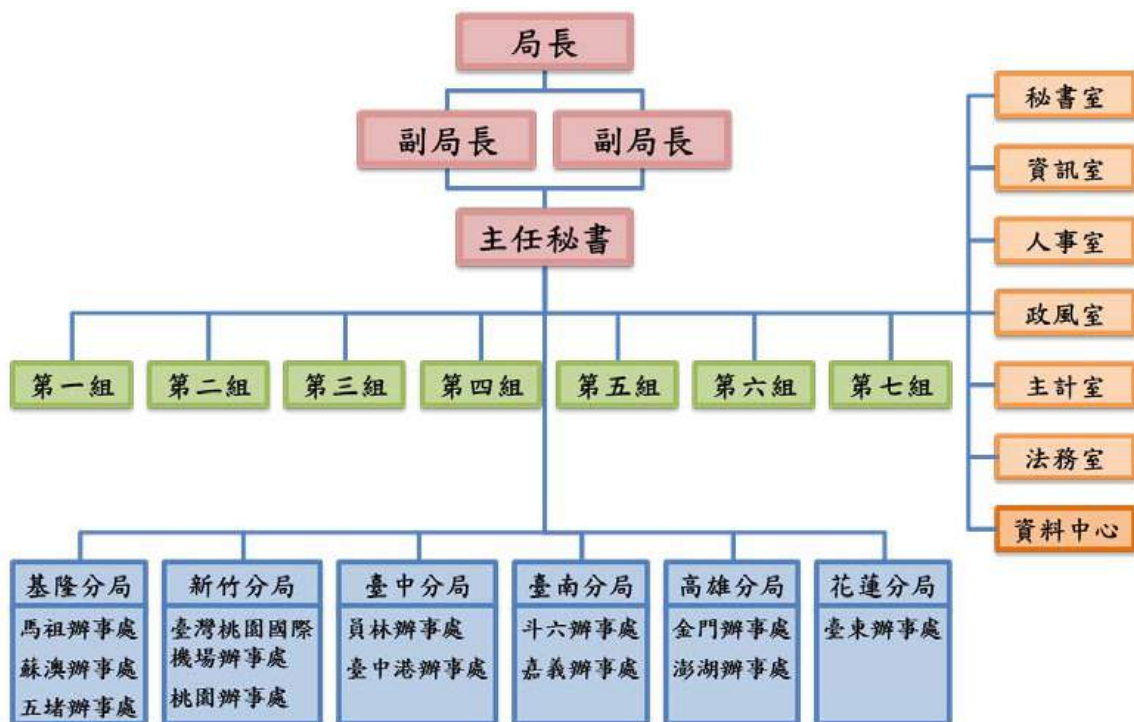 局長
副局長
副局長
主任秘書
秘書室
資訊室
人事室
政風室
主計室
法務室
資料中心
第一組
第二組
第三組
第四組
第五組
第六組
第七組
基隆分局
馬祖辦事處
蘇澳辦事處
五堵辦事處
新竹分局
臺灣桃園國際
機場辦事處
桃園辦事處
臺中分局
員林辦事處
臺中港辦事處
臺南分局
斗六辦事處
嘉義辦事處
高雄分局
金門辦事處
澎湖辦事處
花蓮分局
臺東辦事處